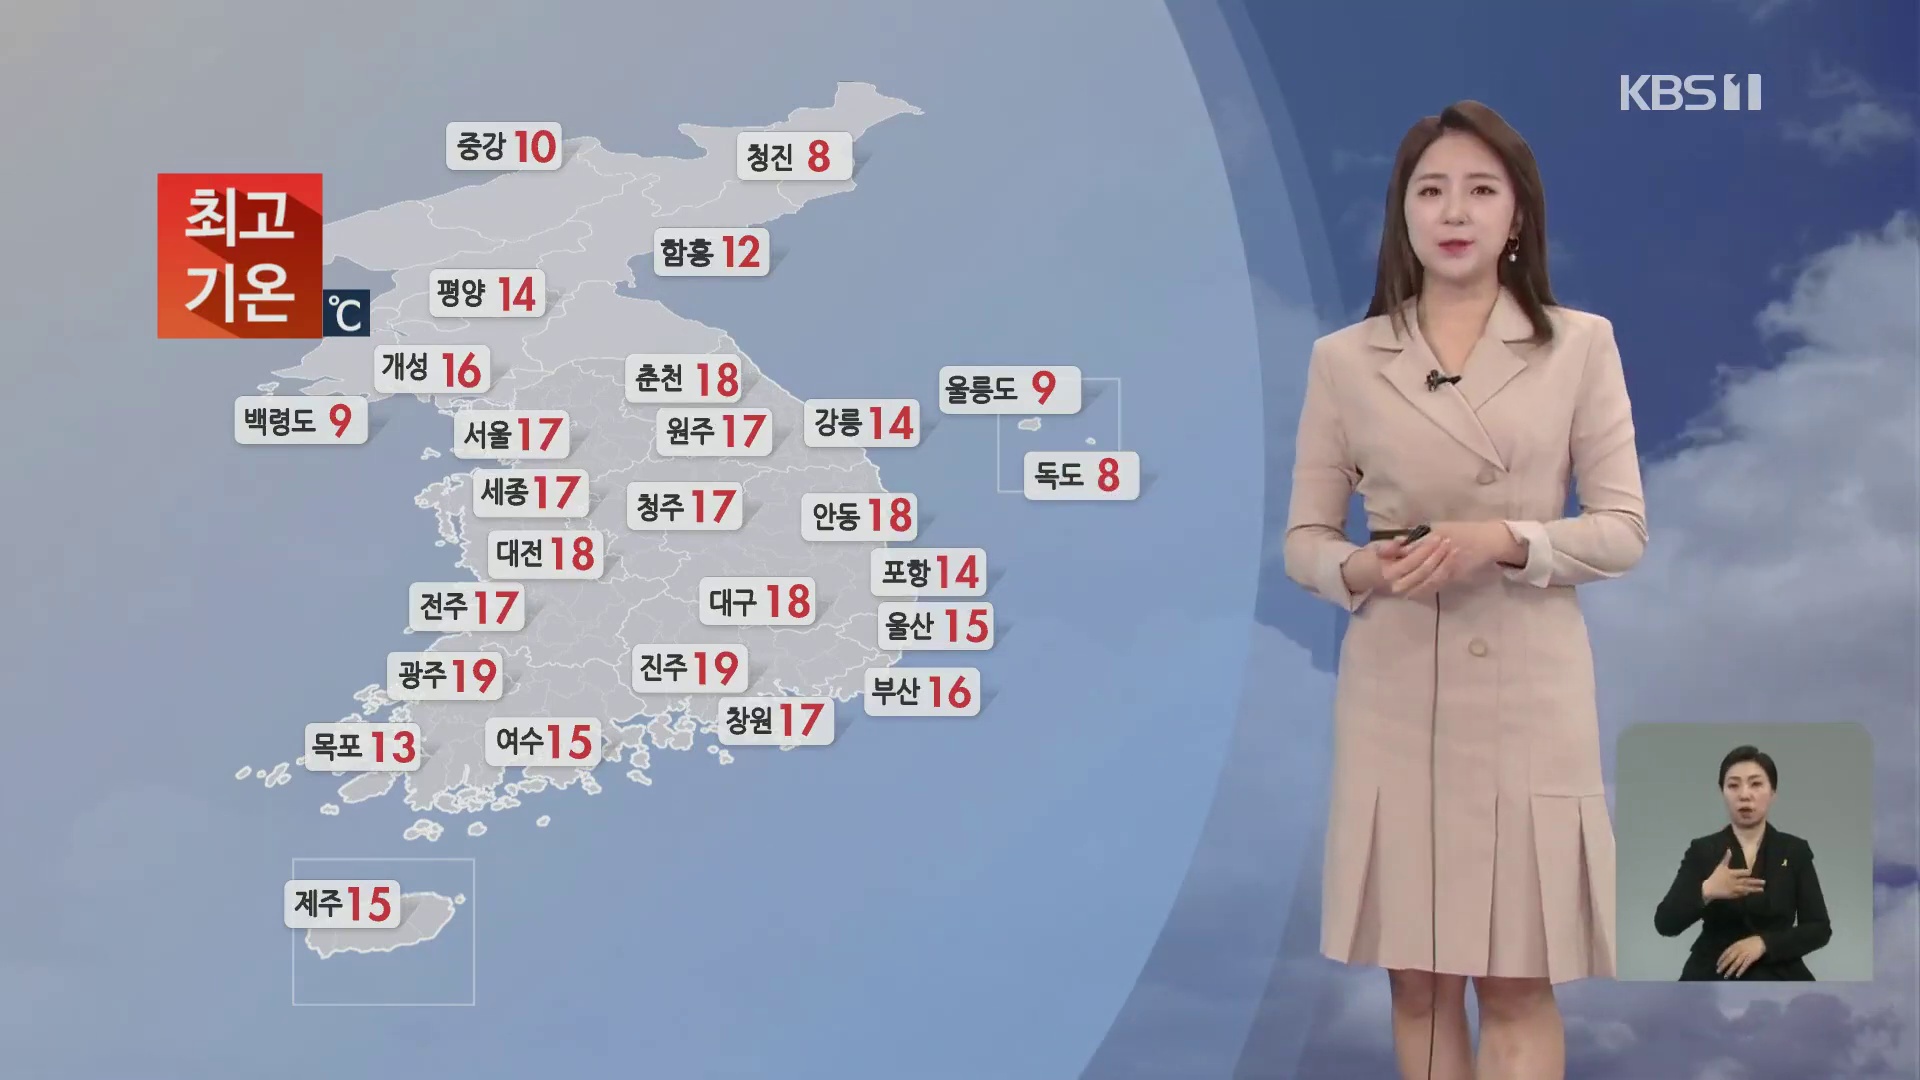 KBS 1
최고
기온
℃
중강 10
청진 8
함흥 12
평양 14
개성 16
춘천 18
백령도 9
서울 17
원주 17
강릉 14
울릉도 9
독도 8
세종 17
청주 17
안동 18
대전 18
포항 14
전주 17
대구 18
울산 15
광주 19
진주 19
부산 16
창원 17
목포 13
여수 15
제주 15